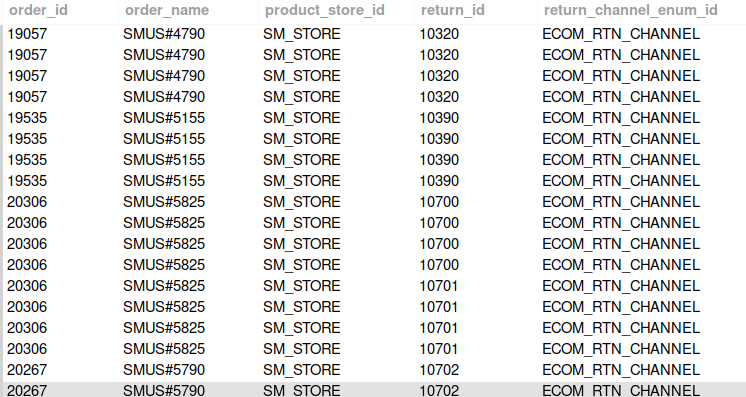 order_id order_name product_store_id return_id return_channel_enum_id
19057 SMUS#4790 SM_STORE 10320 ECOM_RTN_CHANNEL
19057 SMUS#4790 SM_STORE 10320 ECOM_RTN_CHANNEL
19057 SMUS#4790 SM_STORE 10320 ECOM_RTN_CHANNEL
19057 SMUS#4790 SM_STORE 10320 ECOM_RTN_CHANNEL
19535 SMUS#5155 SM_STORE 10390 ECOM_RTN_CHANNEL
19535 SMUS#5155 SM_STORE 10390 ECOM_RTN_CHANNEL
19535 SMUS#5155 SM_STORE 10390 ECOM_RTN_CHANNEL
19535 SMUS#5155 SM_STORE 10390 ECOM_RTN_CHANNEL
20306 SMUS#5825 SM_STORE 10700 ECOM_RTN_CHANNEL
20306 SMUS#5825 SM_STORE 10700 ECOM_RTN_CHANNEL
20306 SMUS#5825 SM_STORE 10700 ECOM_RTN_CHANNEL
20306 SMUS#5825 SM_STORE 10700 ECOM_RTN_CHANNEL
20306 SMUS#5825 SM_STORE 10701 ECOM_RTN_CHANNEL
20306 SMUS#5825 SM_STORE 10701 ECOM_RTN_CHANNEL
20306 SMUS#5825 SM_STORE 10701 ECOM_RTN_CHANNEL
20306 SMUS#5825 SM_STORE 10701 ECOM_RTN_CHANNEL
20267 SMUS#5790 SM_STORE 10702 ECOM_RTN_CHANNEL
20267 SMUS#5790 SM_STORE 10702 ECOM_RTN_CHANNEL